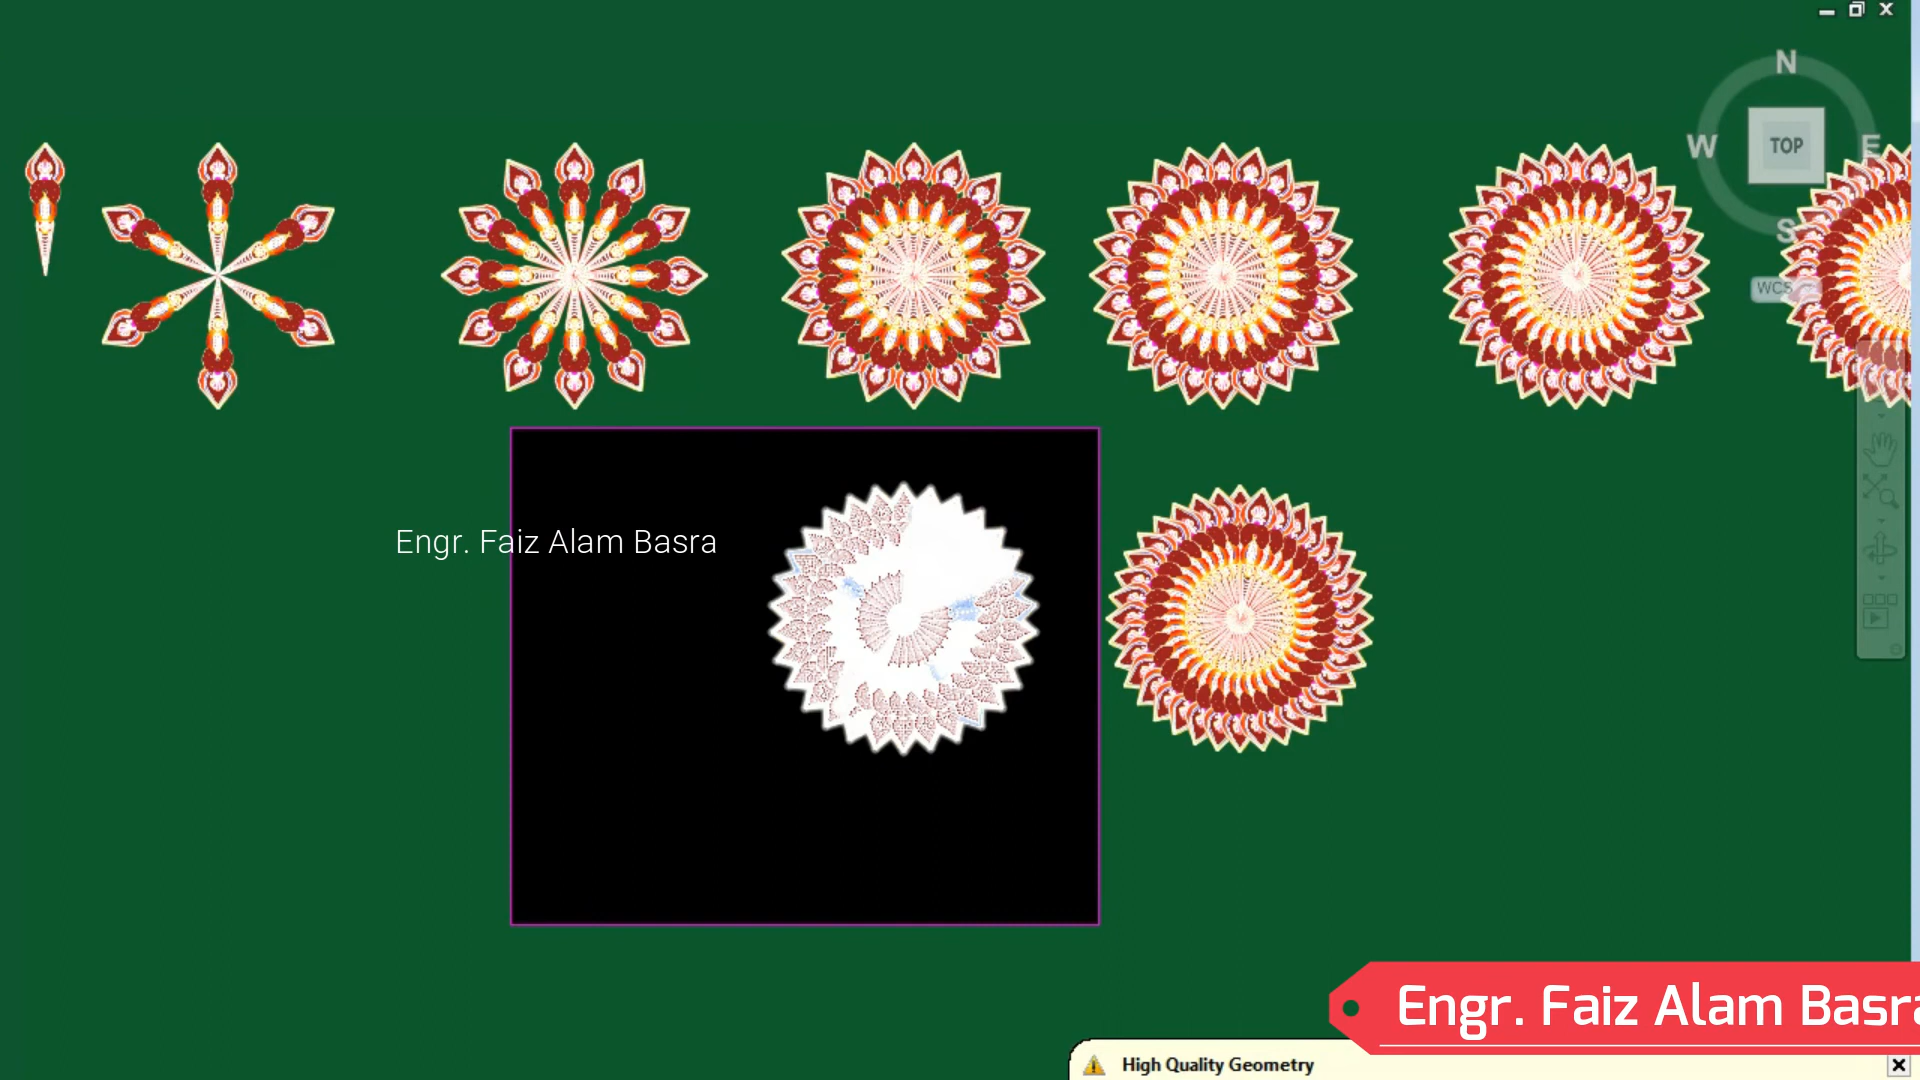 N
W
TOP
E
S
WCS
Engr. Faiz Alam Basra
Engr. Faiz Alam Basra
High Quality Geometry